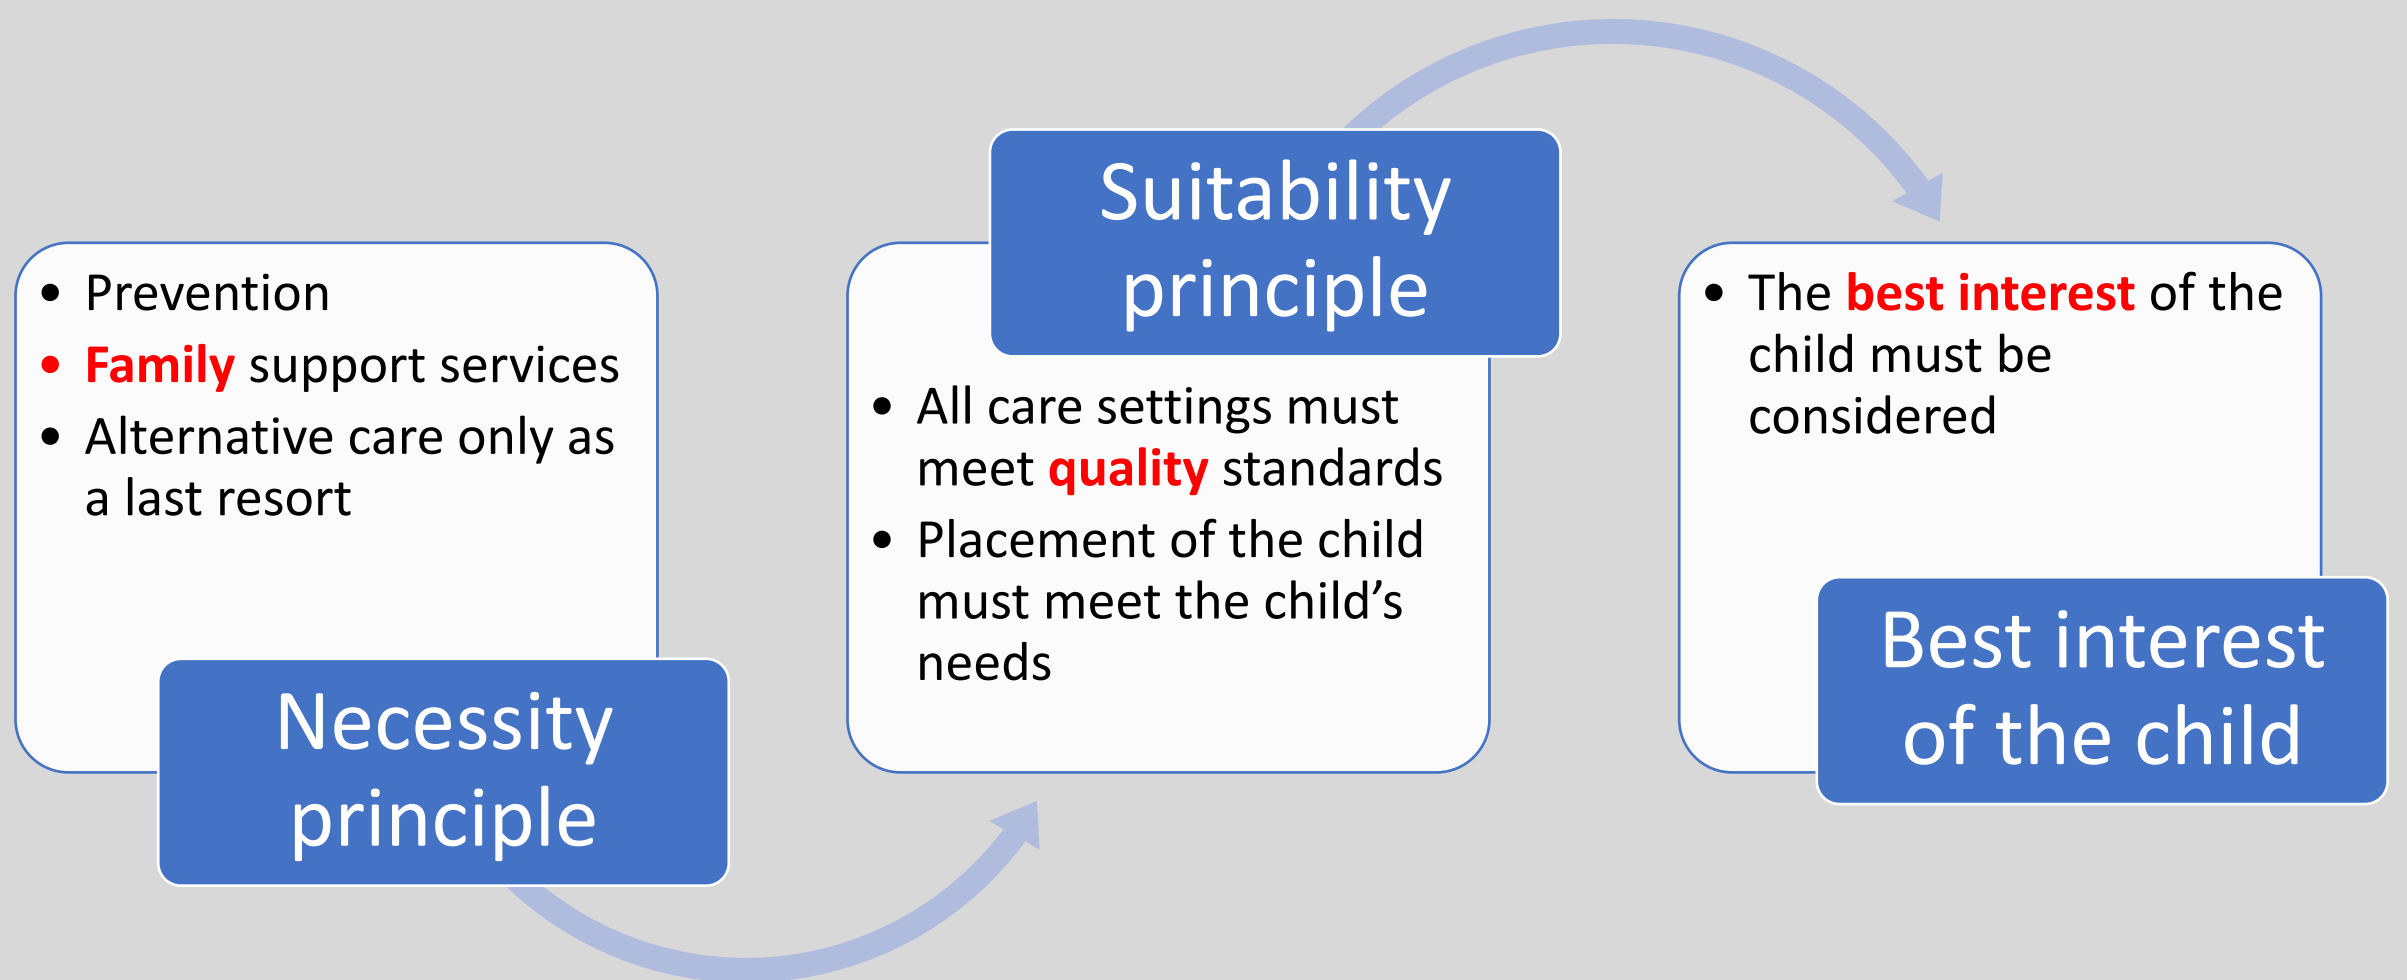 • Prevention
• Family support services
• Alternative care only as
a last resort
Necessity
principle
Suitability
principle
• All care settings must
meet quality standards
• Placement of the child
must meet the child’s
needs
• The best interest of the
child must be
considered
Best interest
of the child